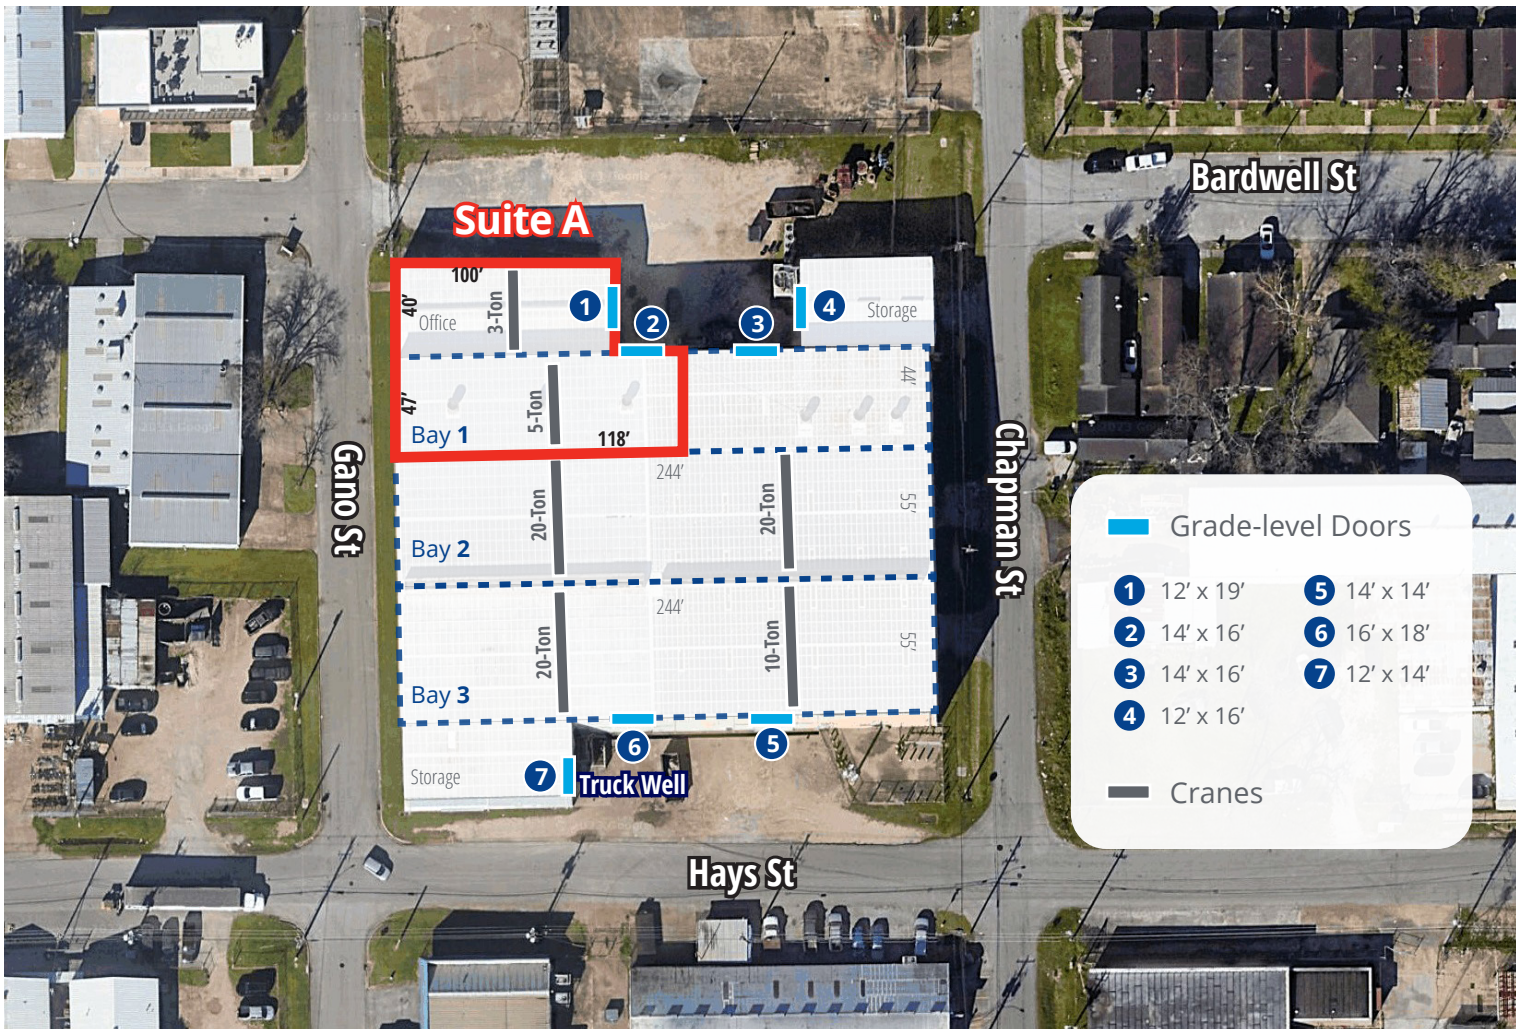 Bardwell St
Suite A
100’
40’
Office
3-Ton
1
2
3
4
Storage
47’
Bay 1
5-Ton
118’
44’
Gano St
Chapman St
244’
20-Ton
20-Ton
55’
Bay 2
244’
20-Ton
10-Ton
55’
Bay 3
Storage
7
6
5
Truck Well
Hays St
Grade-level Doors
1 12’ x 19’
2 14’ x 16’
3 14’ x 16’
4 12’ x 16’
5 14’ x 14’
6 16’ x 18’
7 12’ x 14’
Cranes